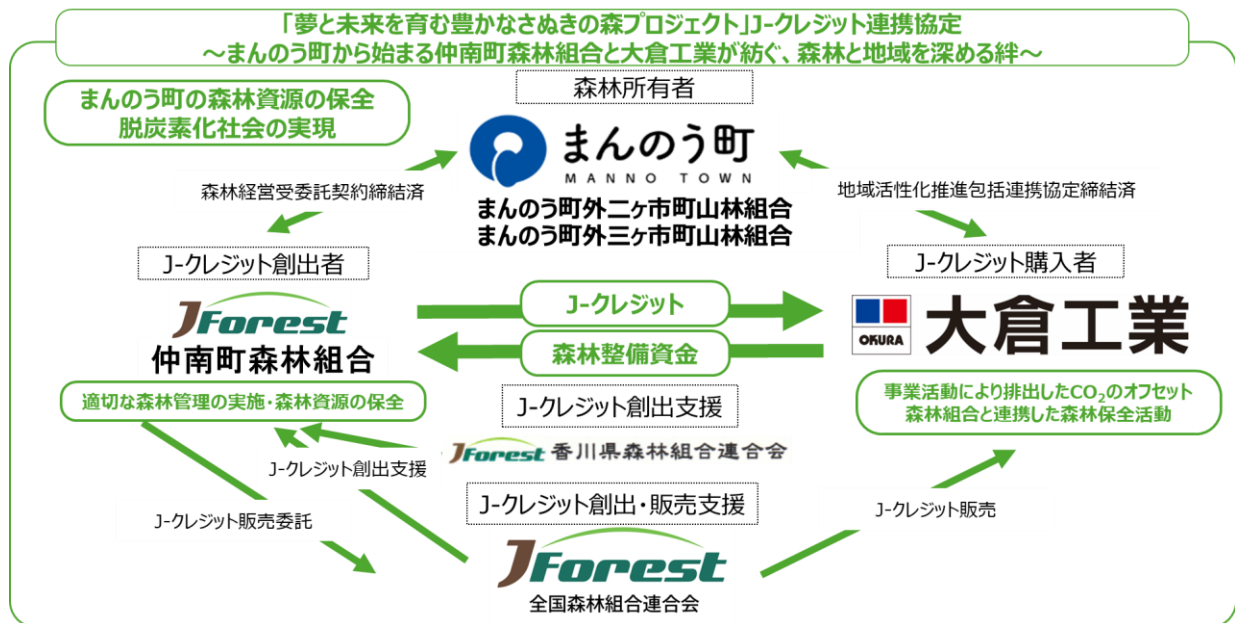 「夢と未来を育む豊かなさぬきの森プロジェクト」J-クレジット連携協定
～まんのう町から始まる仲南町森林組合と大倉工業が紡ぐ、森林と地域を深める絆～
森林所有者
まんのう町の森林資源の保全
脱炭素化社会の実現
まんのう町
MANNO TOWN
まんのう町外二ヶ市町山林組合
まんのう町外三ヶ市町山林組合
森林経営受委託契約締結済
地域活性化推進包括連携協定締結済
J-クレジット創出者
J-クレジット購入者
JForest
仲南町森林組合
J-クレジット
森林整備資金
OKURA
大倉工業
適切な森林管理の実施・森林資源の保全
事業活動により排出したCO₂のオフセット
森林組合と連携した森林保全活動
J-クレジット創出支援
JForest 香川県森林組合連合会
J-クレジット創出支援
J-クレジット創出・販売支援
J-クレジット販売委託
J-クレジット販売
JForest
全国森林組合連合会